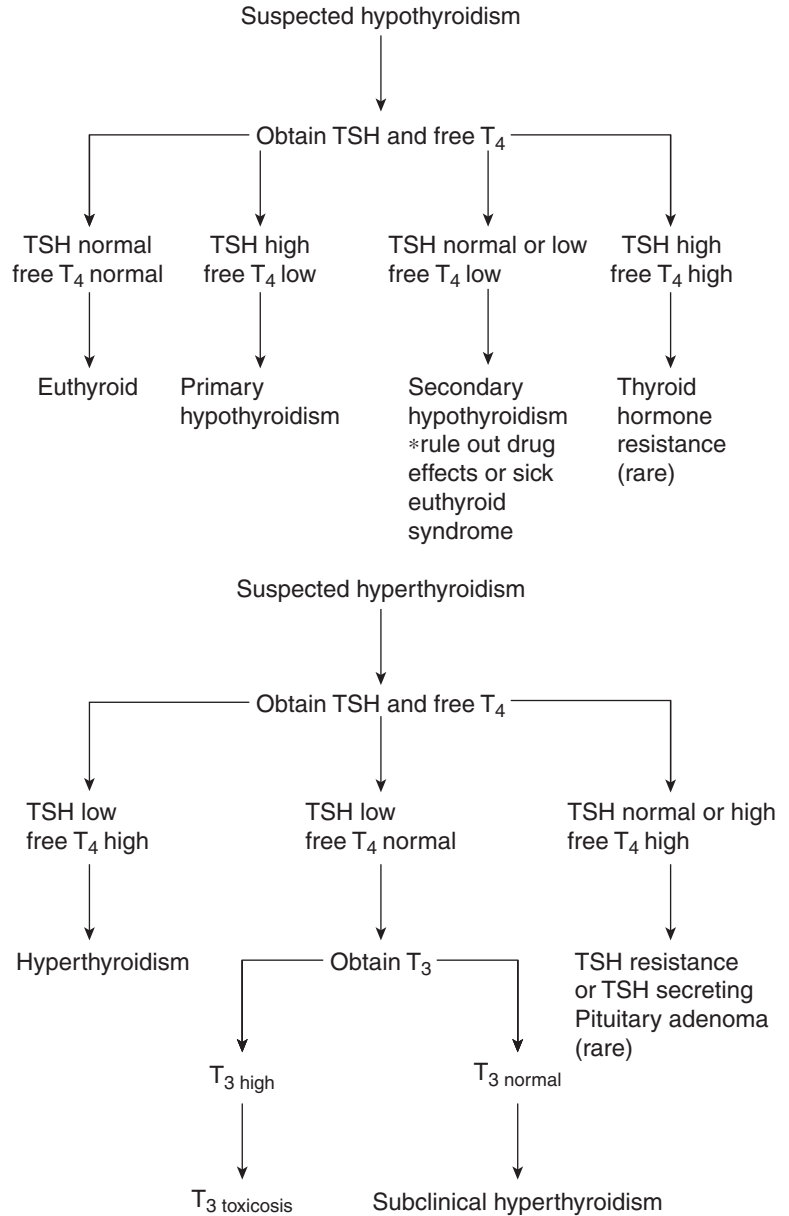 Suspected hypothyroidism
Obtain TSH and free T₄
TSH normal
free T₄ normal
TSH high
free T₄ low
TSH normal or low
free T₄ low
TSH high
free T₄ high
Euthyroid
Primary
hypothyroidism
Secondary
hypothyroidism
*rule out drug
effects or sick
euthyroid
syndrome
Thyroid
hormone
resistance
(rare)
Suspected hyperthyroidism
Obtain TSH and free T₄
TSH low
free T₄ high
TSH low
free T₄ normal
TSH normal or high
free T₄ high
Hyperthyroidism
Obtain T₃
TSH resistance
or TSH secreting
Pituitary adenoma
(rare)
T₃ high
T₃ normal
T₃ toxicosis
Subclinical hyperthyroidism